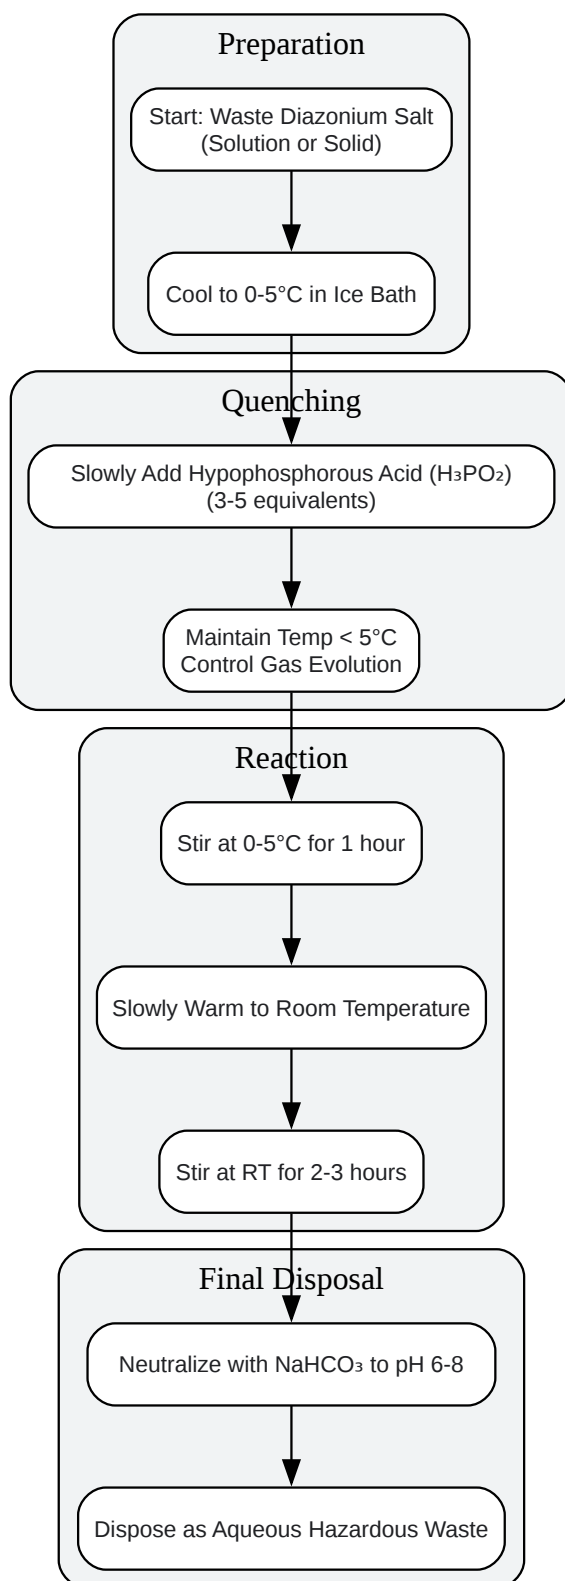 Preparation
Start: Waste Diazonium Salt
(Solution or Solid)
Cool to 0-5°C in Ice Bath
Quenching
Slowly Add Hypophosphorous Acid (H₃PO₂)
(3-5 equivalents)
Maintain Temp < 5°C
Control Gas Evolution
Reaction
Stir at 0-5°C for 1 hour
Slowly Warm to Room Temperature
Stir at RT for 2-3 hours
Final Disposal
Neutralize with NaHCO₃ to pH 6-8
Dispose as Aqueous Hazardous Waste